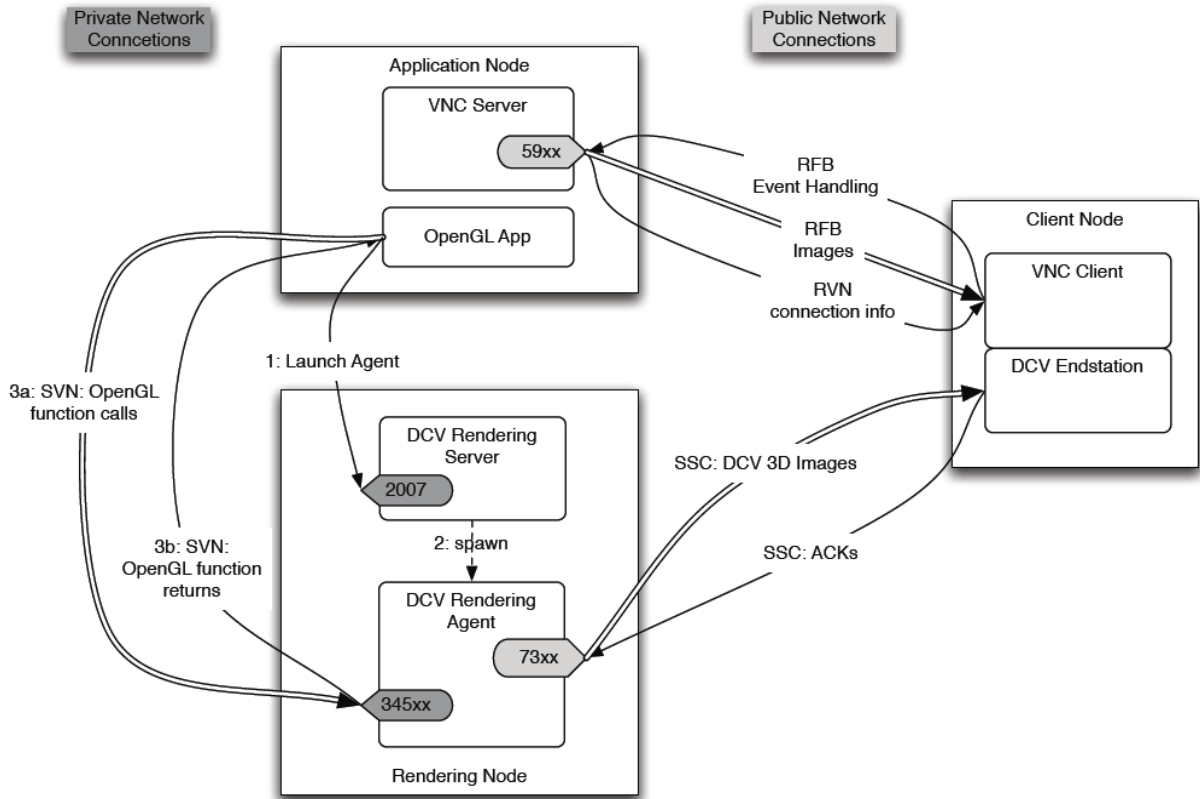 Private Network
Conncetions
Public Network
Connections
Application Node
VNC Server
59xx
OpenGL App
RFB
Event Handling
RFB
Images
RVN
connection info
Client Node
VNC Client
DCV Endstation
1: Launch Agent
3a: SVN: OpenGL
function calls
DCV Rendering
Server
2007
2: spawn
3b: SVN:
OpenGL function
returns
DCV Rendering
Agent
73xx
345xx
Rendering Node
SSC: DCV 3D Images
SSC: ACKs